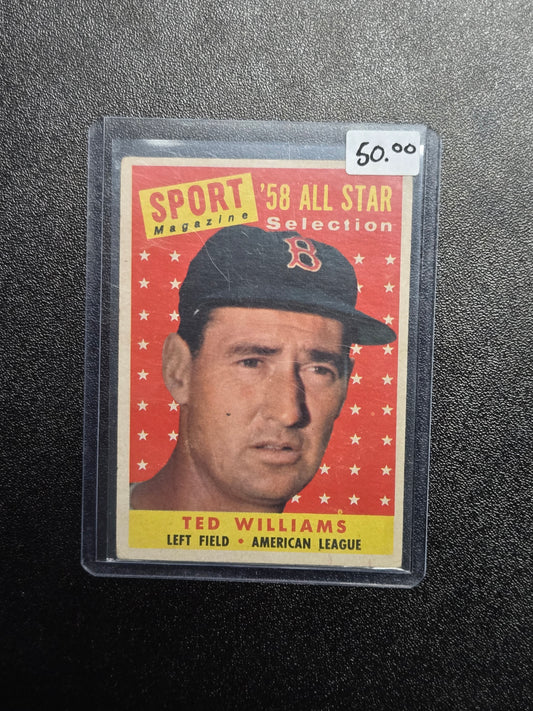 50.00
SPORT '58 ALL STAR
Magazine Selection
B
TED WILLIAMS
LEFT FIELD • AMERICAN LEAGUE